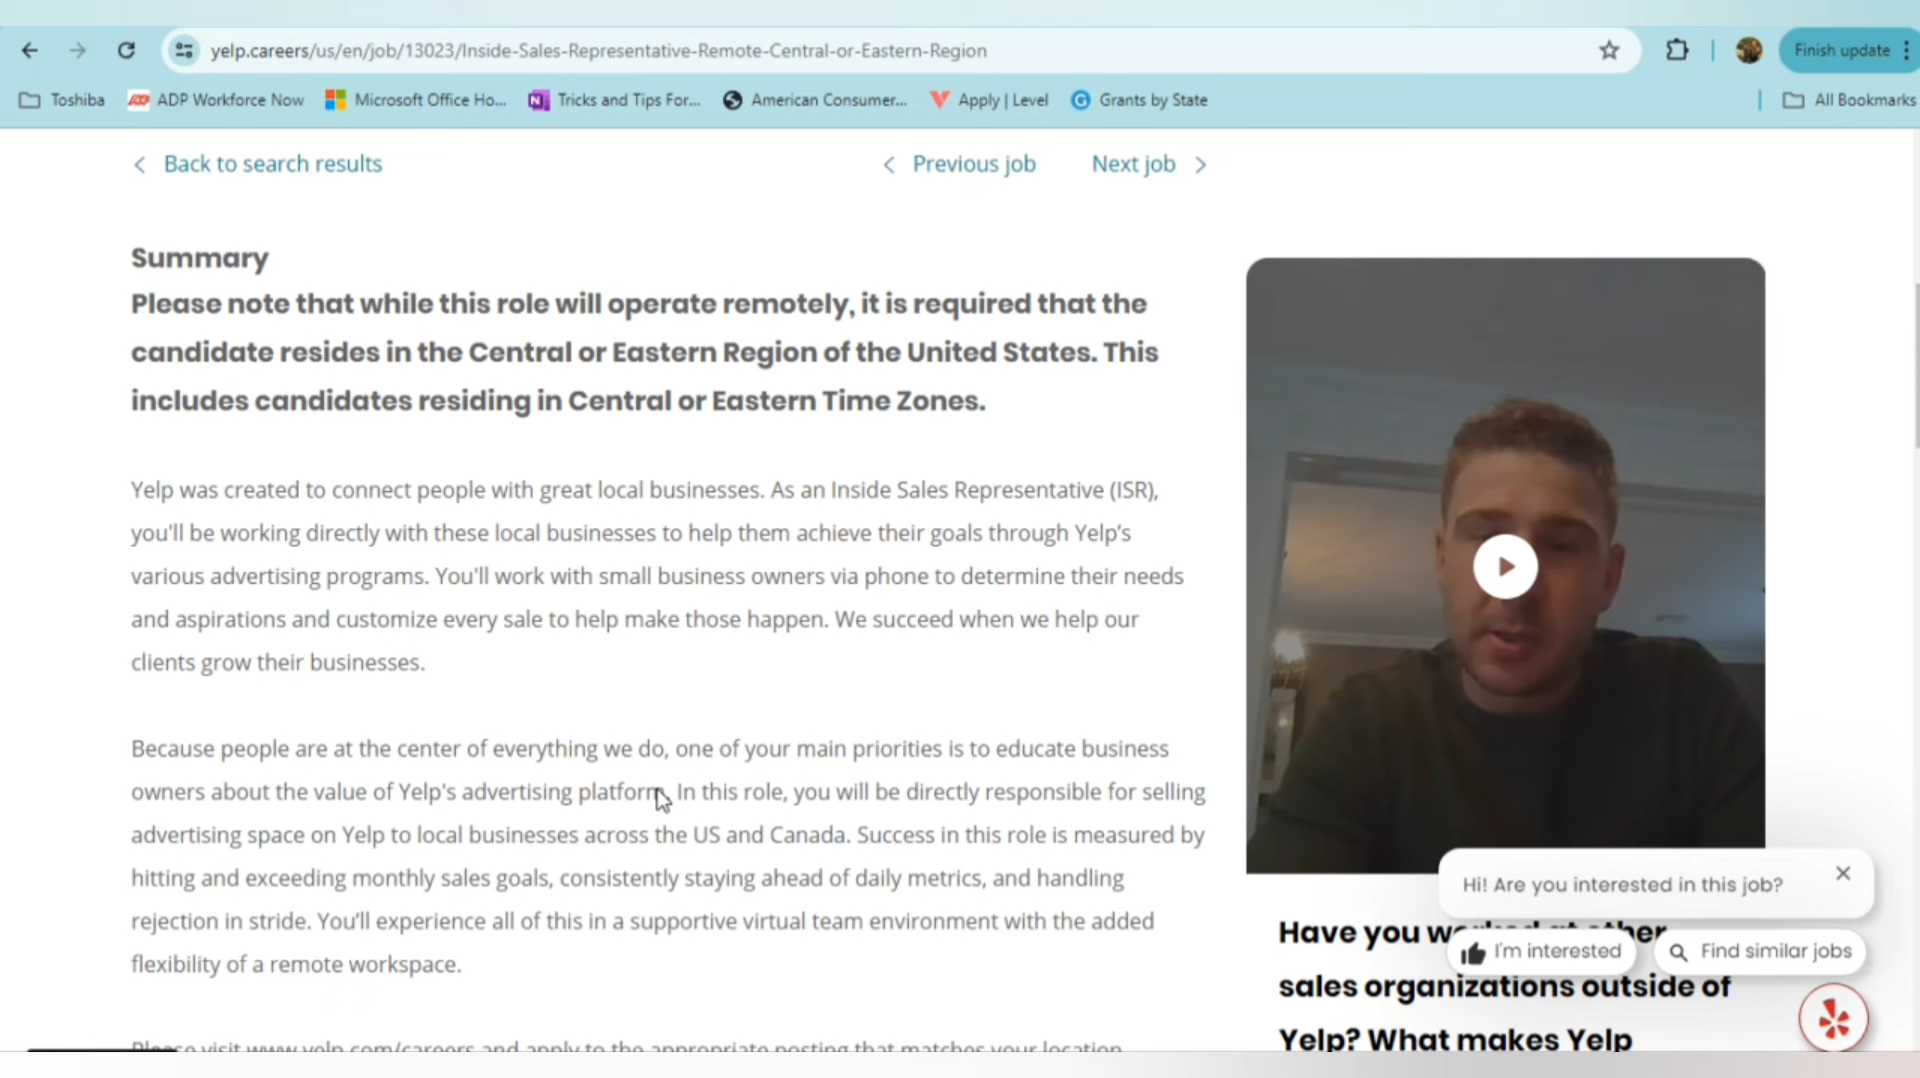 yelp.careers/us/en/job/13023/Inside-Sales-Representative-Remote-Central-or-Eastern-Region
Finish update
Toshiba
ADP Workforce Now
Microsoft Office Ho...
Tricks and Tips For...
American Consumer...
Apply | Level
Grants by State
All Bookmarks
Back to search results
Previous job
Next job
Summary
Please note that while this role will operate remotely, it is required that the
candidate resides in the Central or Eastern Region of the United States. This
includes candidates residing in Central or Eastern Time Zones.
Yelp was created to connect people with great local businesses. As an Inside Sales Representative (ISR),
you'll be working directly with these local businesses to help them achieve their goals through Yelp's
various advertising programs. You'll work with small business owners via phone to determine their needs
and aspirations and customize every sale to help make those happen. We succeed when we help our
clients grow their businesses.
Because people are at the center of everything we do, one of your main priorities is to educate business
owners about the value of Yelp's advertising platform. In this role, you will be directly responsible for selling
advertising space on Yelp to local businesses across the US and Canada. Success in this role is measured by
hitting and exceeding monthly sales goals, consistently staying ahead of daily metrics, and handling
rejection in stride. You'll experience all of this in a supportive virtual team environment with the added
flexibility of a remote workspace.
Please visit www.yelp.com/careers and apply to the appropriate posting that matches your location.
Hi! Are you interested in this job?
Have you worked at other
I'm interested
Find similar jobs
sales organizations outside of
Yelp? What makes Yelp